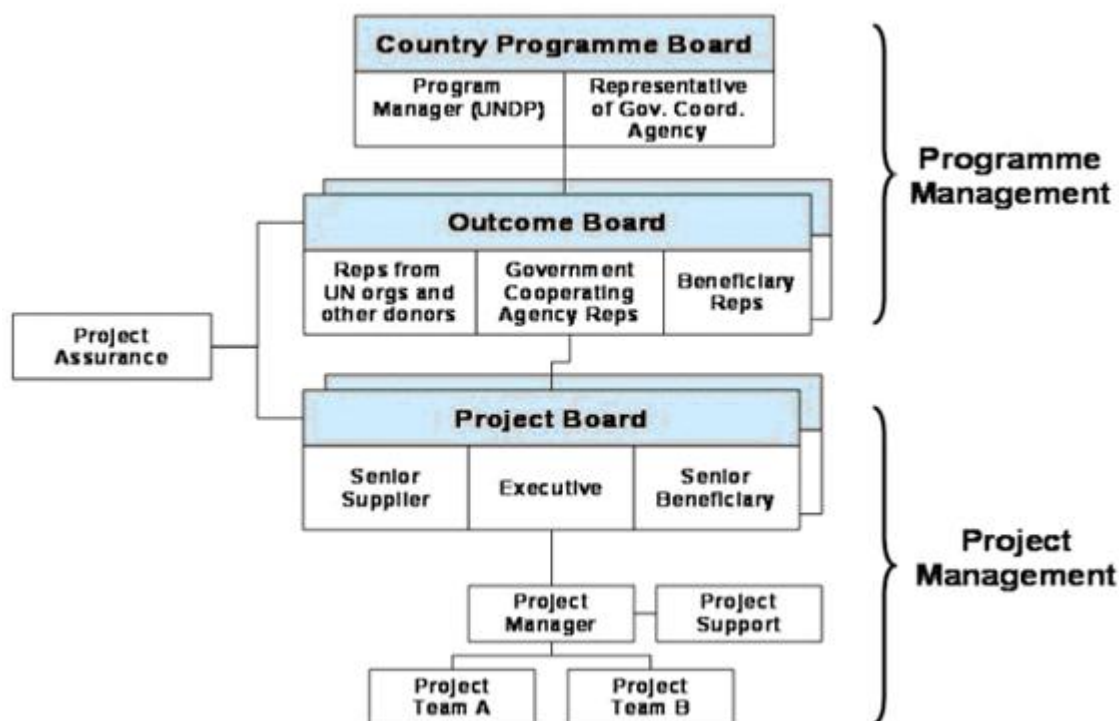 Country Programme Board
Program
Manager (UNDP)
Representative
of Gov. Coord.
Agency
Programme
Management
Outcome Board
Reps from
UN orgs and
other donors
Government
Cooperating
Agency Reps
Beneficiary
Reps
Project
Assurance
Project Board
Senior
Supplier
Executive
Senior
Beneficiary
Project
Management
Project
Manager
Project
Support
Project
Team A
Project
Team B